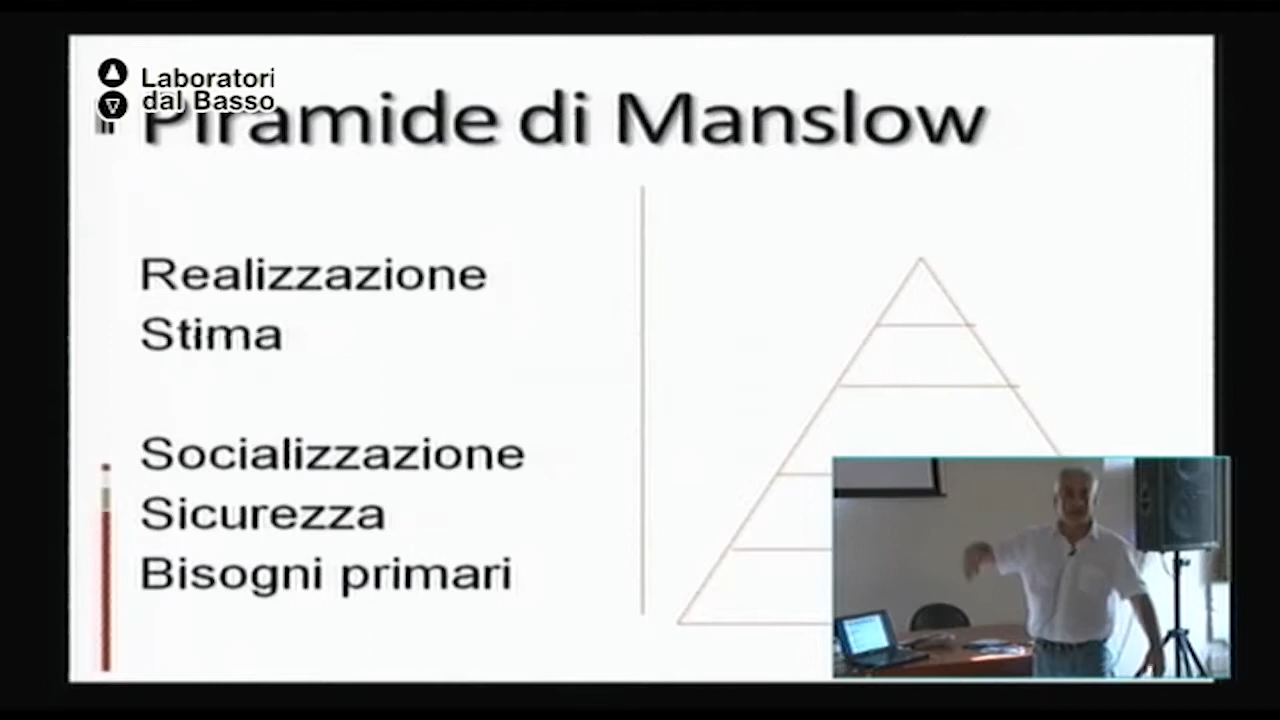 Laboratori
dal Basso
Piramide di Manslow
Realizzazione
Stima
Socializzazione
Sicurezza
Bisogni primari